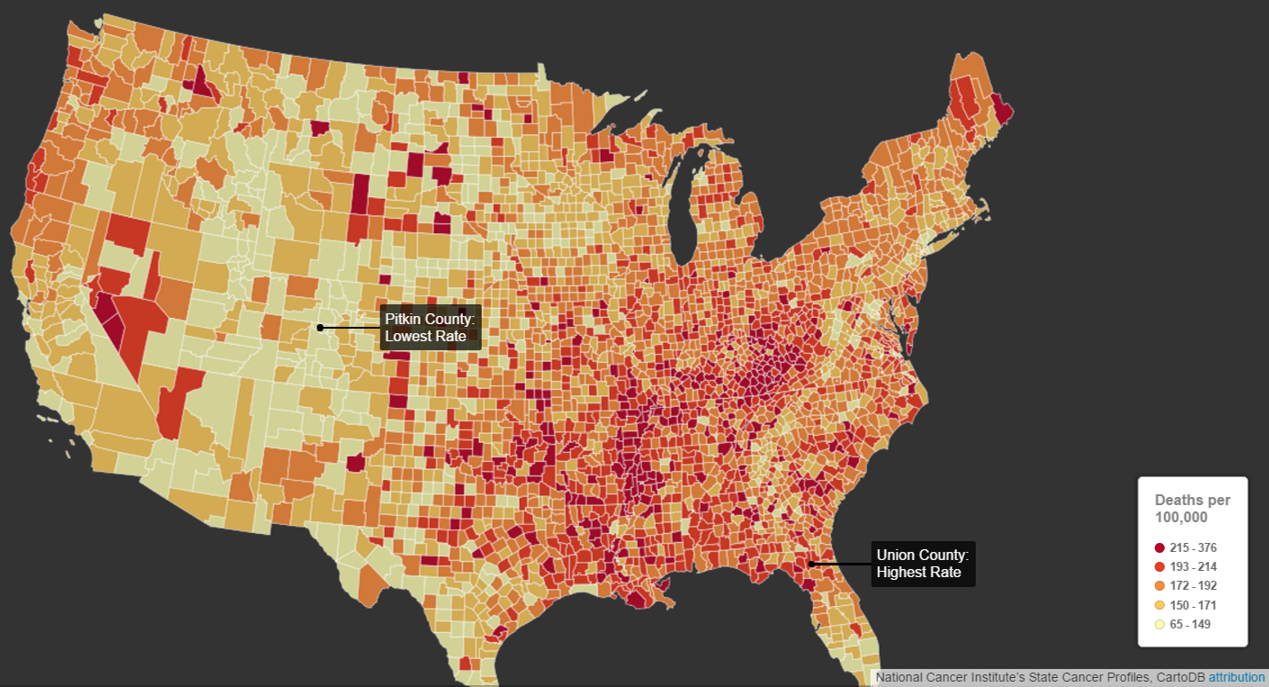 Pitkin County:
Lowest Rate
Union County:
Highest Rate
Deaths per
100,000
215 - 376
193 - 214
172 - 192
150 - 171
65 - 149
National Cancer Institute's State Cancer Profiles, CartoDB attribution